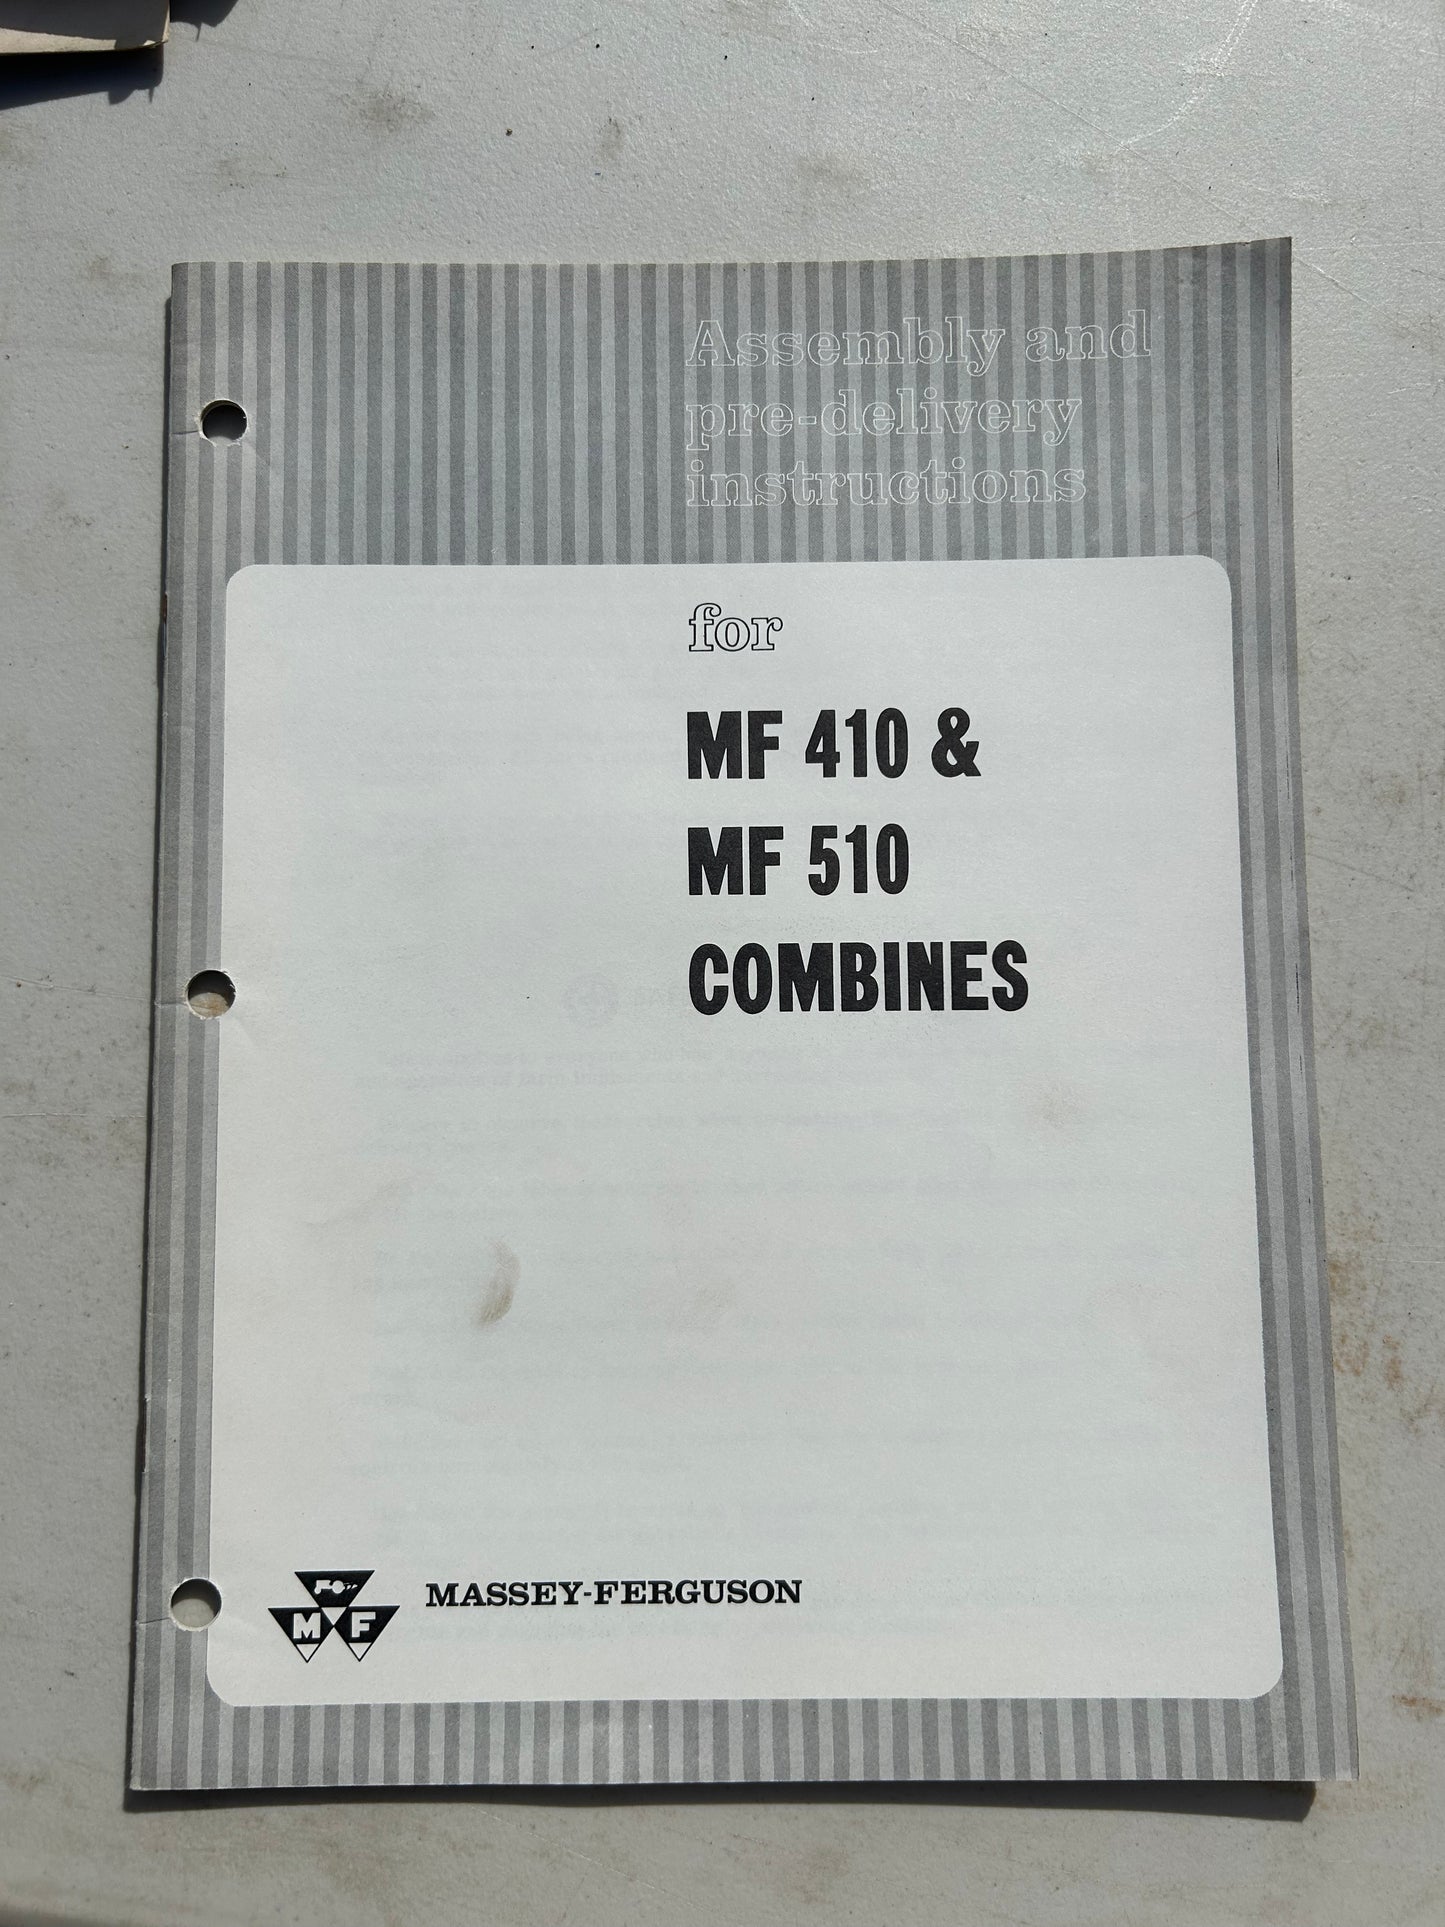 Assembly and
pre-delivery
instructions
for
MF 410 &
MF 510
COMBINES
MF
MASSEY-FERGUSON